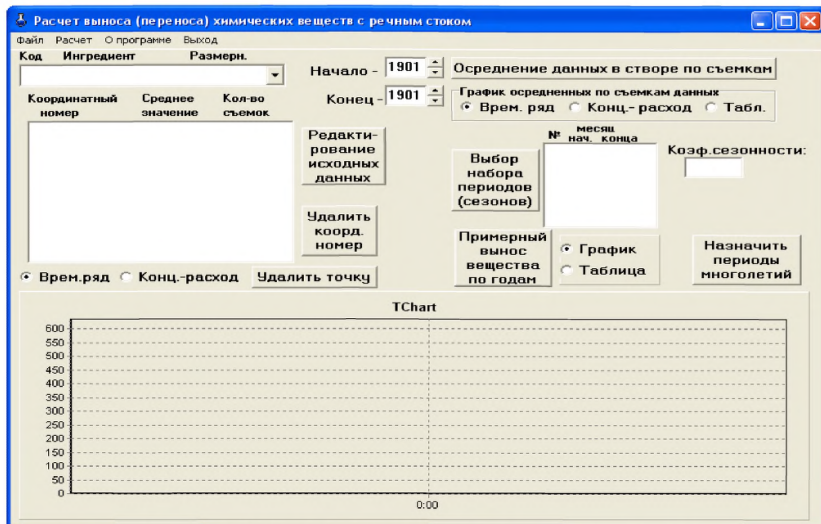 Расчет выноса (переноса) химических веществ с речным стоком
Файл Расчет О программе Выход
Код Ингредиент Размерн.
Начало - 1901
Осреднение данных в створе по съемкам
Конец - 1901
График осредненных по съемкам данных
Врем. ряд Конц.- расход Табл.
Координатный номер
Среднее значение
Кол-во съемок
Редакти-
рование
исходных
данных
Удалить
коорд.
номер
Выбор
набора
периодов
(сезонов)
месяц
№ нач. конца
Коэф.сезонности:
Примерный
вынос
вещества
по годам
График
Таблица
Назначить
периоды
многолетий
Врем.ряд Конц.-расход Удалить точку
TChart
600
550
500
450
400
350
300
250
200
150
100
50
0
0:00